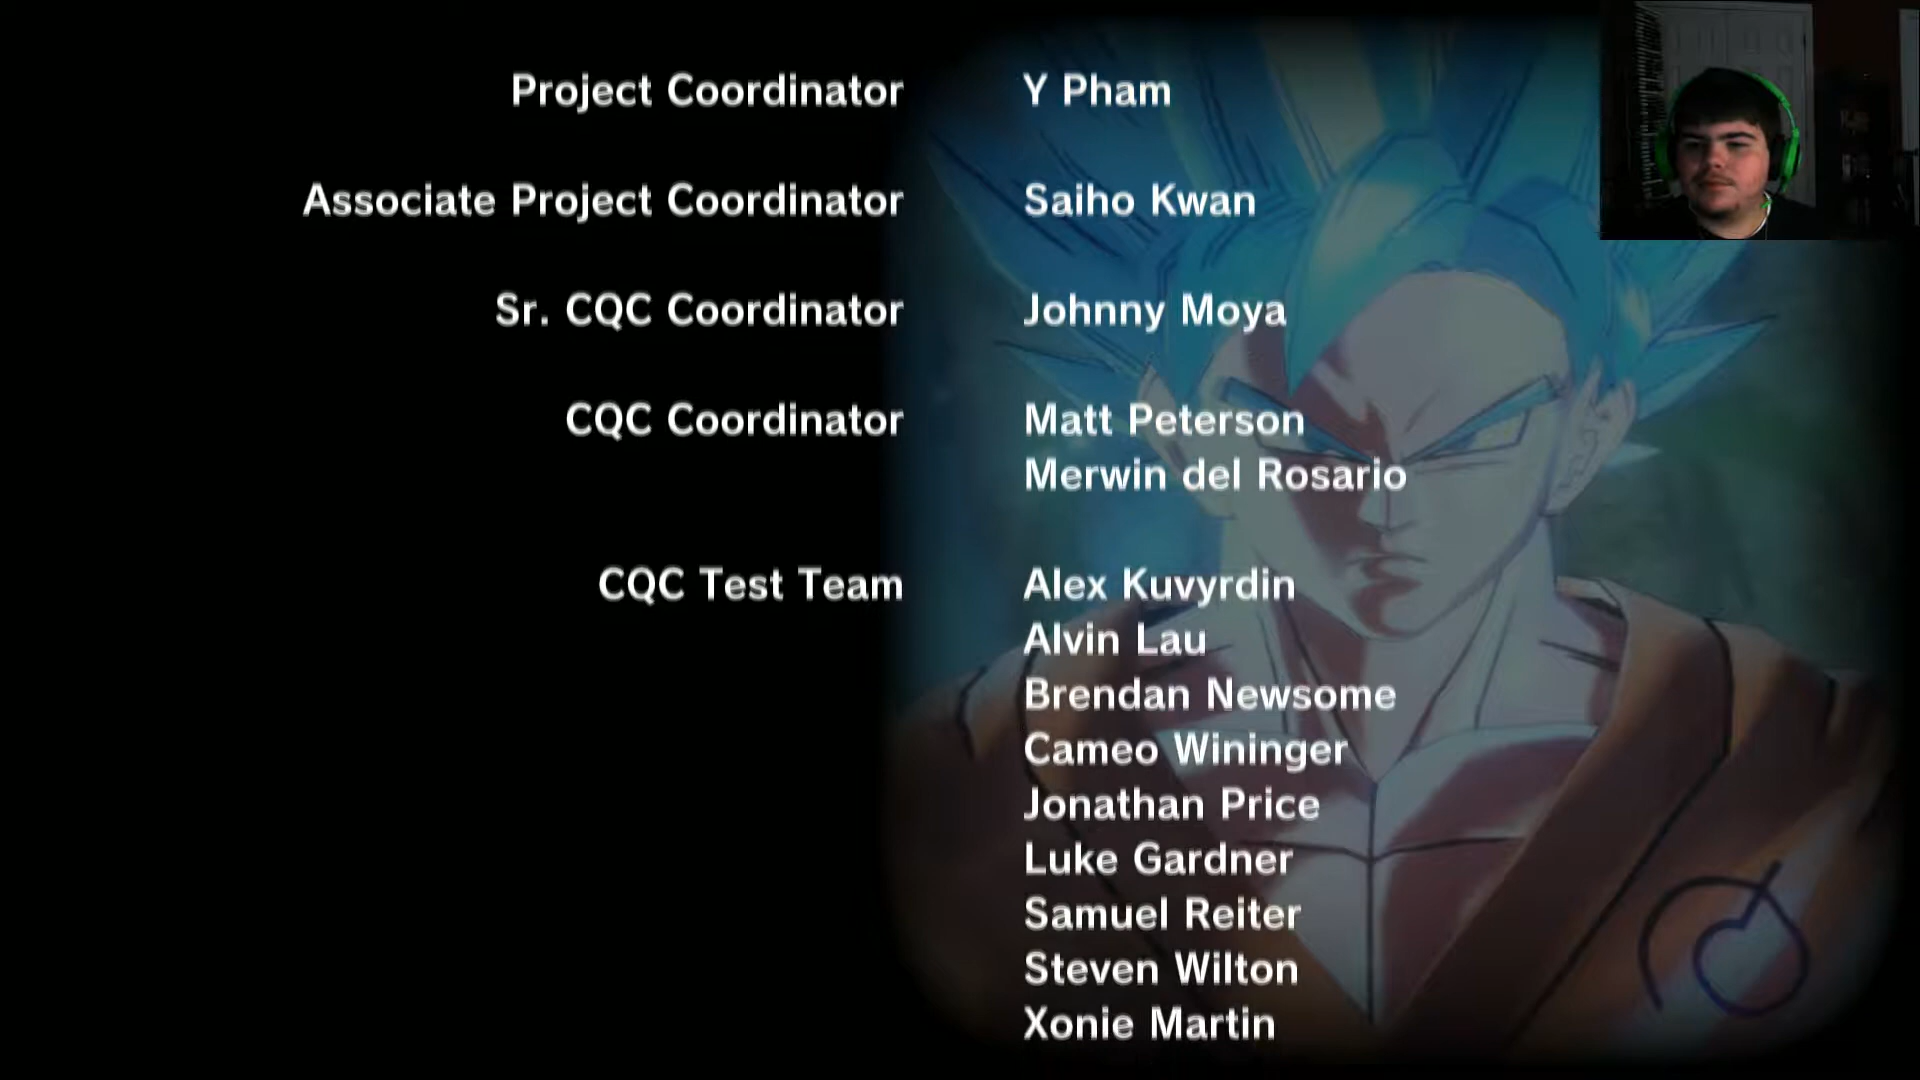 Project Coordinator Y Pham
Associate Project Coordinator Saiho Kwan
Sr. CQC Coordinator Johnny Moya
CQC Coordinator Matt Peterson
Merwin del Rosario
CQC Test Team Alex Kuvyrdin
Alvin Lau
Brendan Newsome
Cameo Wininger
Jonathan Price
Luke Gardner
Samuel Reiter
Steven Wilton
Xonie Martin